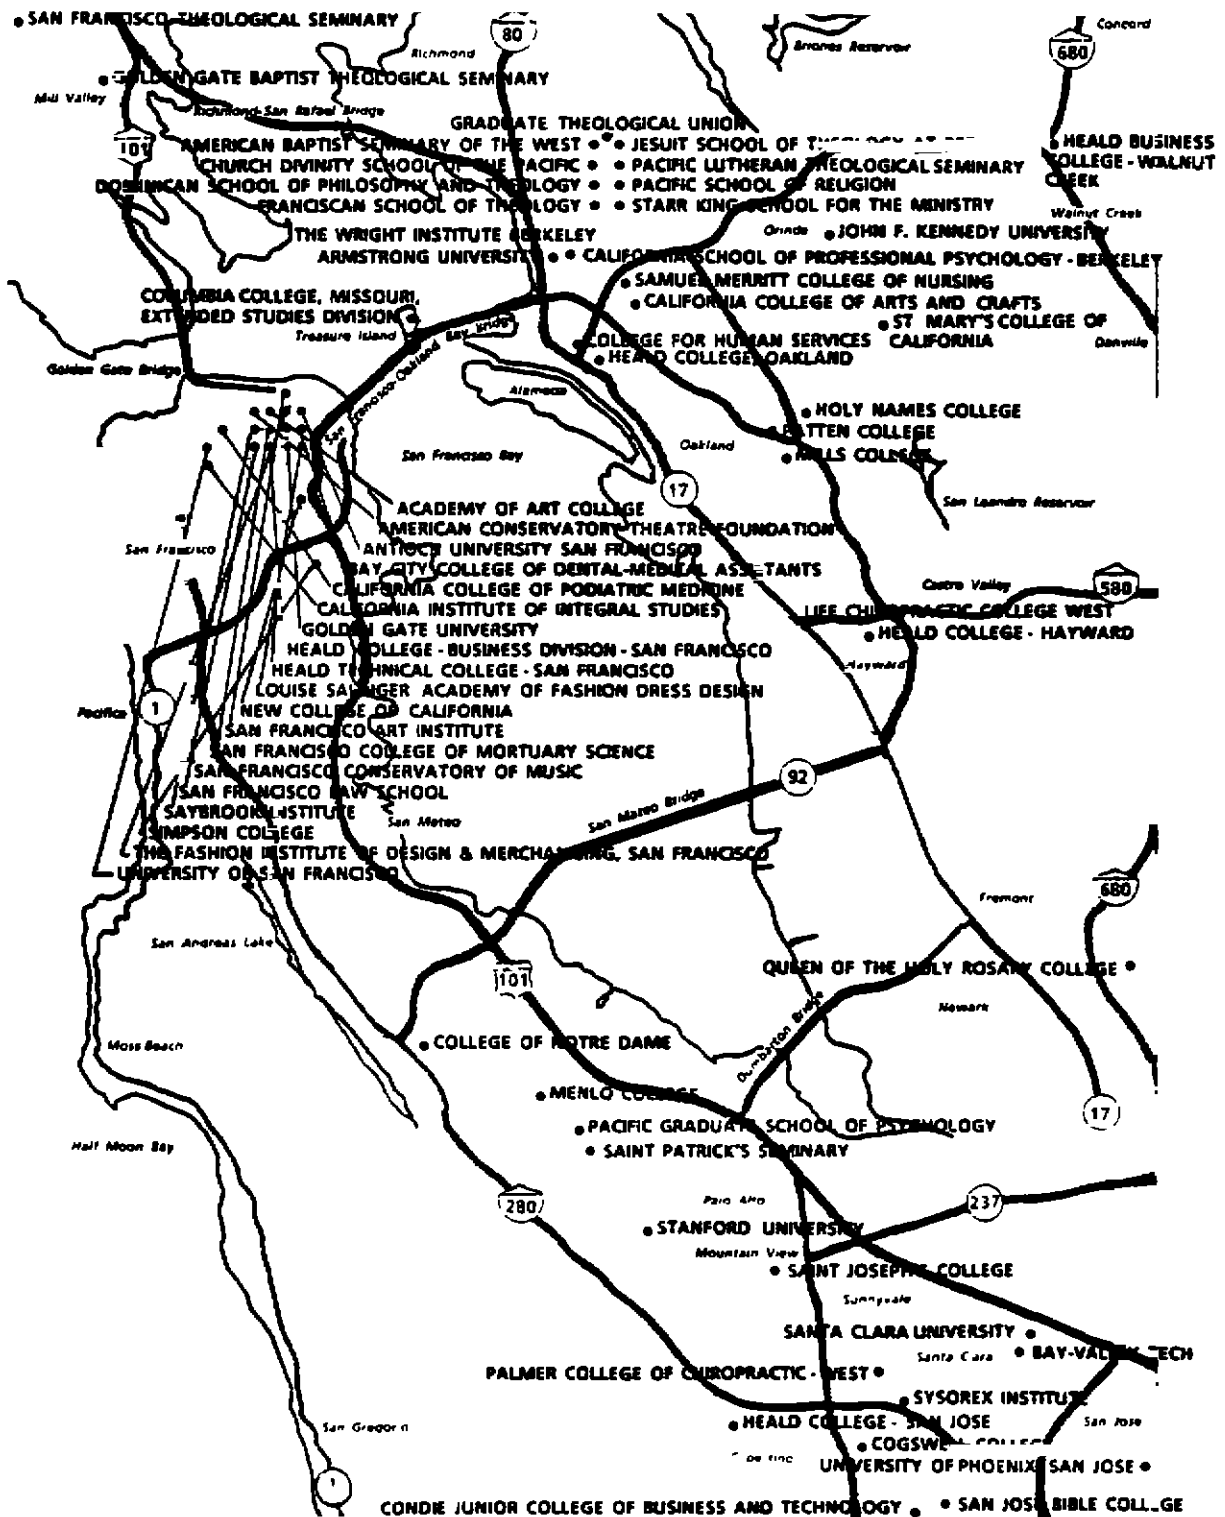 SAN FRANCISCO THEOLOGICAL SEMINARY
80
Concord
Richmond
Briones Reservoir
680
GOLDEN GATE BAPTIST THEOLOGICAL SEMINARY
Mill Valley
Richmond-San Rafael Bridge
GRADUATE THEOLOGICAL UNION
101
AMERICAN BAPTIST SEMINARY OF THE WEST • • JESUIT SCHOOL OF THEOLOGY AT
HEALD BUSINESS
COLLEGE - WALNUT
CREEK
CHURCH DIVINITY SCHOOL OF THE PACIFIC • • PACIFIC LUTHERAN THEOLOGICAL SEMINARY
DOMINICAN SCHOOL OF PHILOSOPHY AND THEOLOGY • • PACIFIC SCHOOL OF RELIGION
FRANCISCAN SCHOOL OF THEOLOGY • • STARR KING SCHOOL FOR THE MINISTRY
Walnut Creek
THE WRIGHT INSTITUTE BERKELEY
Orinda
JOHN F. KENNEDY UNIVERSITY
ARMSTRONG UNIVERSITY • • CALIFORNIA SCHOOL OF PROFESSIONAL PSYCHOLOGY - BERKELEY
SAMUEL MERRITT COLLEGE OF NURSING
COLUMBIA COLLEGE, MISSOURI,
EXTENDED STUDIES DIVISION
CALIFORNIA COLLEGE OF ARTS AND CRAFTS
ST MARY'S COLLEGE OF
CALIFORNIA
Treasure Island
COLLEGE FOR HUMAN SERVICES
Danville
HEALD COLLEGE, OAKLAND
Golden Gate Bridge
San Francisco-Oakland Bay Bridge
Alameda
HOLY NAMES COLLEGE
PATTEN COLLEGE
Oakland
MILLS COLLEGE
San Francisco Bay
17
San Leandro Reservoir
ACADEMY OF ART COLLEGE
AMERICAN CONSERVATORY THEATRE FOUNDATION
San Francisco
ANTIOCH UNIVERSITY SAN FRANCISCO
BAY CITY COLLEGE OF DENTAL-MEDICAL ASSISTANTS
CALIFORNIA COLLEGE OF PODIATRIC MEDICINE
Castro Valley
580
CALIFORNIA INSTITUTE OF INTEGRAL STUDIES
LIFE CHIROPRACTIC COLLEGE WEST
GOLDEN GATE UNIVERSITY
HEALD COLLEGE - HAYWARD
HEALD COLLEGE - BUSINESS DIVISION - SAN FRANCISCO
Hayward
HEALD TECHNICAL COLLEGE - SAN FRANCISCO
LOUISE SALINGER ACADEMY OF FASHION DRESS DESIGN
Pacifica
1
NEW COLLEGE OF CALIFORNIA
SAN FRANCISCO ART INSTITUTE
SAN FRANCISCO COLLEGE OF MORTUARY SCIENCE
SAN FRANCISCO CONSERVATORY OF MUSIC
92
SAN FRANCISCO LAW SCHOOL
SAYBROOK INSTITUTE
San Mateo
San Mateo Bridge
SIMPSON COLLEGE
THE FASHION INSTITUTE OF DESIGN & MERCHANDISING, SAN FRANCISCO
UNIVERSITY OF SAN FRANCISCO
680
Fremont
San Andreas Lake
QUEEN OF THE HOLY ROSARY COLLEGE
101
Newark
Dumbarton Bridge
Moss Beach
COLLEGE OF NOTRE DAME
MENLO COLLEGE
17
PACIFIC GRADUATE SCHOOL OF PSYCHOLOGY
Half Moon Bay
SAINT PATRICK'S SEMINARY
280
Palo Alto
237
STANFORD UNIVERSITY
Mountain View
SAINT JOSEPH'S COLLEGE
Sunnyvale
SANTA CLARA UNIVERSITY
Santa Clara
BAY-VALLEY TECH
PALMER COLLEGE OF CHIROPRACTIC - WEST
SYSOREX INSTITUTE
San Gregorio
HEALD COLLEGE - SAN JOSE
San Jose
COGSWELL COLLEGE
Cupertino
UNIVERSITY OF PHOENIX, SAN JOSE
1
CONDIE JUNIOR COLLEGE OF BUSINESS AND TECHNOLOGY
SAN JOSE BIBLE COLLEGE